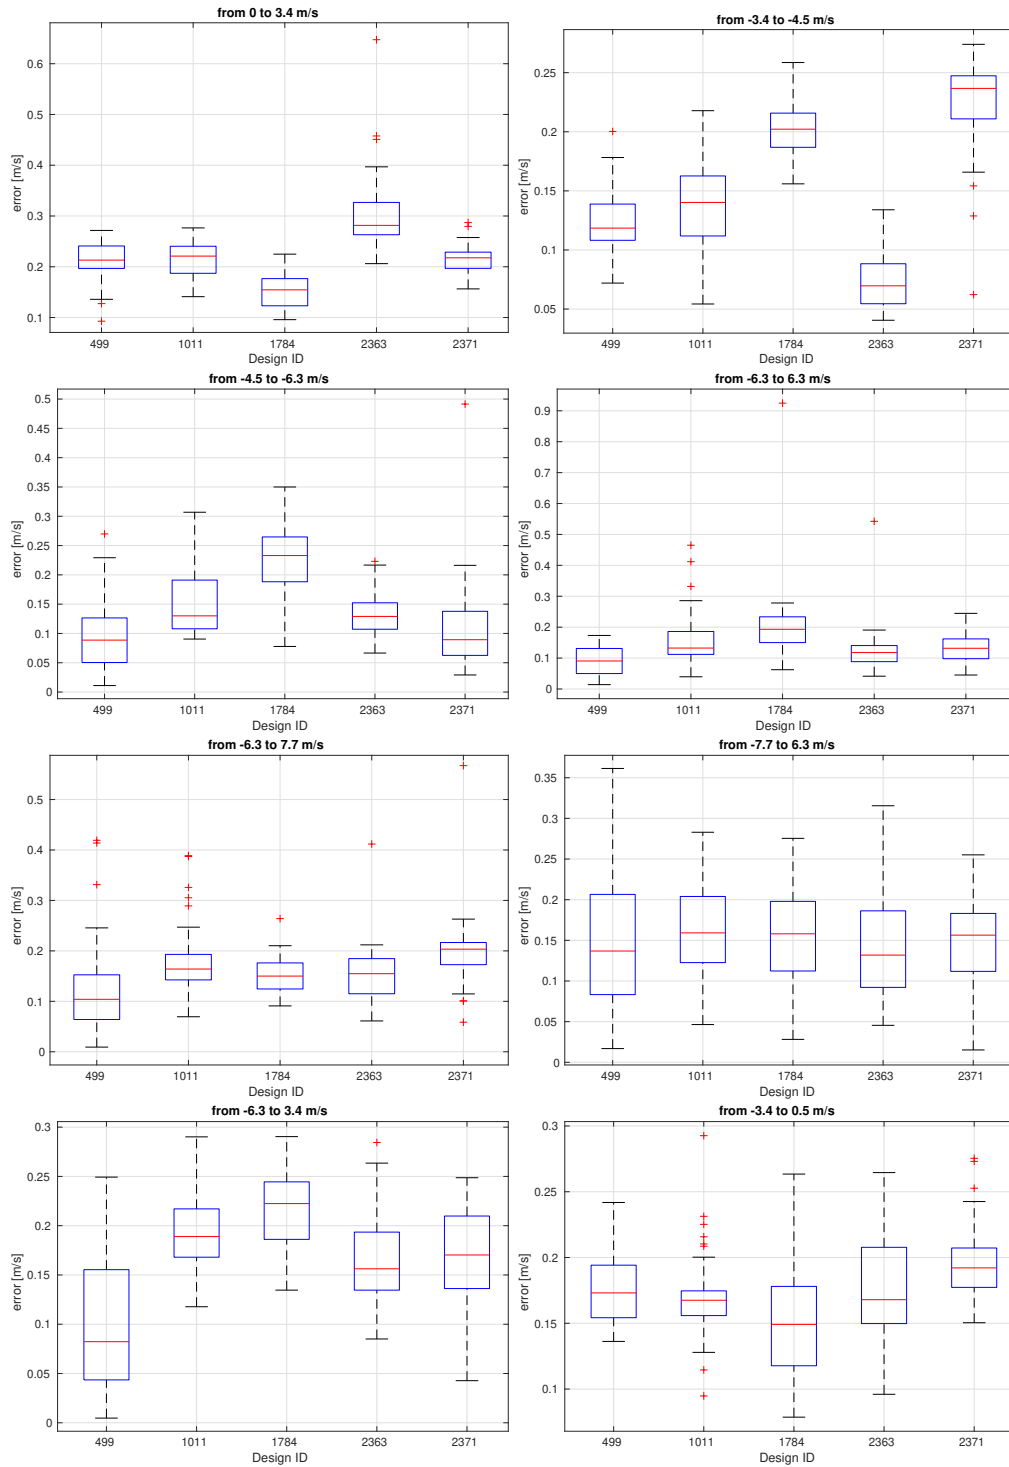 from 0 to 3.4 m/s
error [m/s]
0.6
0.5
0.4
0.3
0.2
0.1
499 1011 1784 2363 2371
Design ID
from -3.4 to -4.5 m/s
error [m/s]
0.25
0.2
0.15
0.1
0.05
499 1011 1784 2363 2371
Design ID
from -4.5 to -6.3 m/s
error [m/s]
0.5
0.45
0.4
0.35
0.3
0.25
0.2
0.15
0.1
0.05
0
499 1011 1784 2363 2371
Design ID
from -6.3 to 6.3 m/s
error [m/s]
0.9
0.8
0.7
0.6
0.5
0.4
0.3
0.2
0.1
0
499 1011 1784 2363 2371
Design ID
from -6.3 to 7.7 m/s
error [m/s]
0.5
0.4
0.3
0.2
0.1
0
499 1011 1784 2363 2371
Design ID
from -7.7 to 6.3 m/s
error [m/s]
0.35
0.3
0.25
0.2
0.15
0.1
0.05
0
499 1011 1784 2363 2371
Design ID
from -6.3 to 3.4 m/s
error [m/s]
0.3
0.25
0.2
0.15
0.1
0.05
0
499 1011 1784 2363 2371
Design ID
from -3.4 to 0.5 m/s
error [m/s]
0.3
0.25
0.2
0.15
0.1
499 1011 1784 2363 2371
Design ID